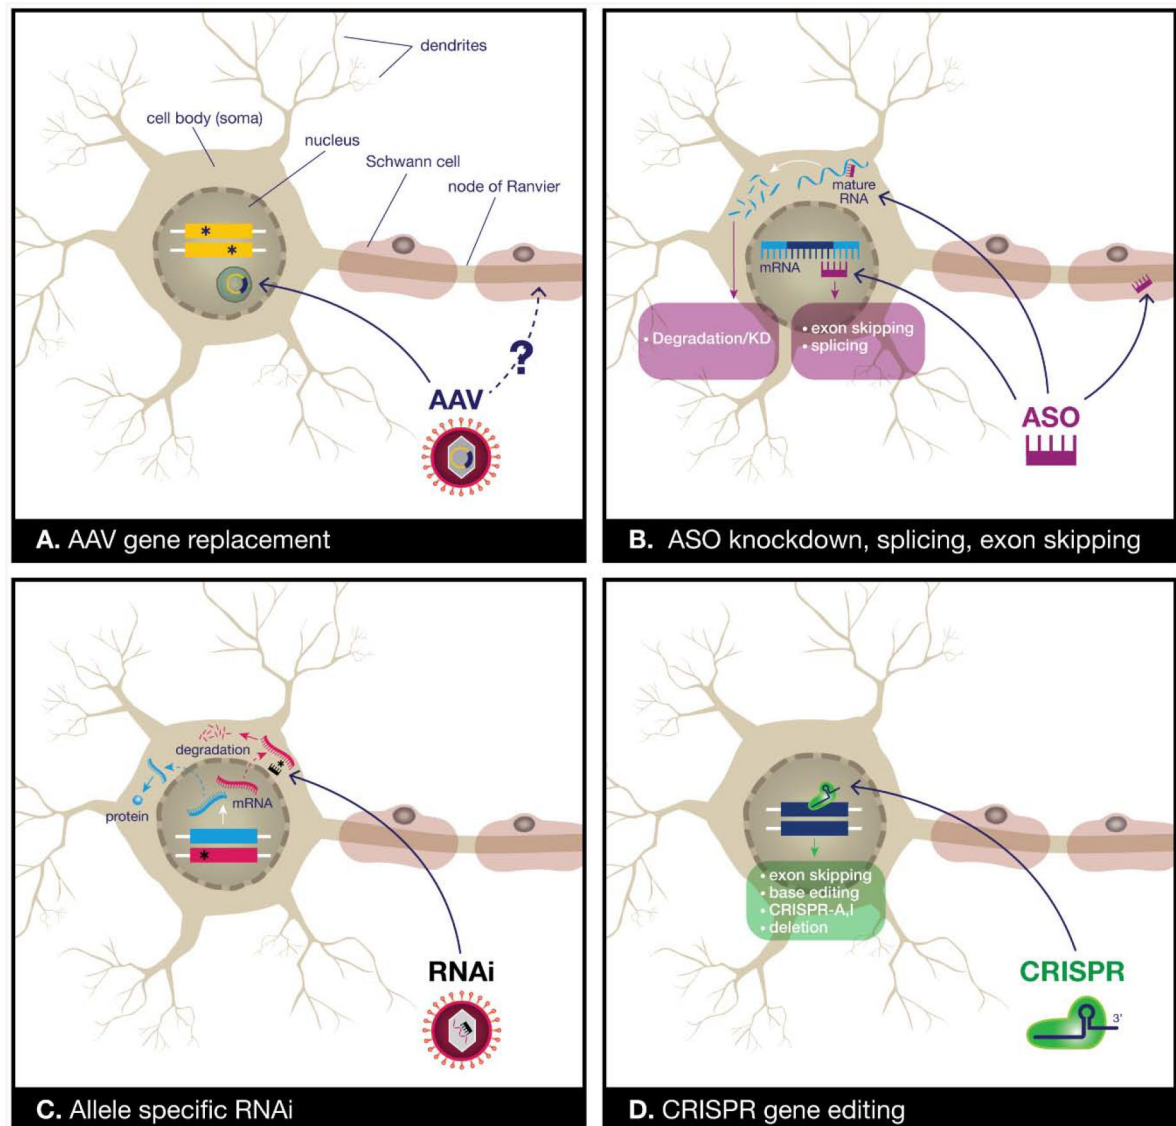 dendrites
cell body (soma)
nucleus
Schwann cell
node of Ranvier
*
*
?
AAV
A. AAV gene replacement
mature
RNA
mRNA
• Degradation/KD
• exon skipping
• splicing
ASO
B. ASO knockdown, splicing, exon skipping
degradation
*
mRNA
protein
*
RNAi
C. Allele specific RNAi
• exon skipping
• base editing
• CRISPR-A,I
• deletion
CRISPR
3'
D. CRISPR gene editing